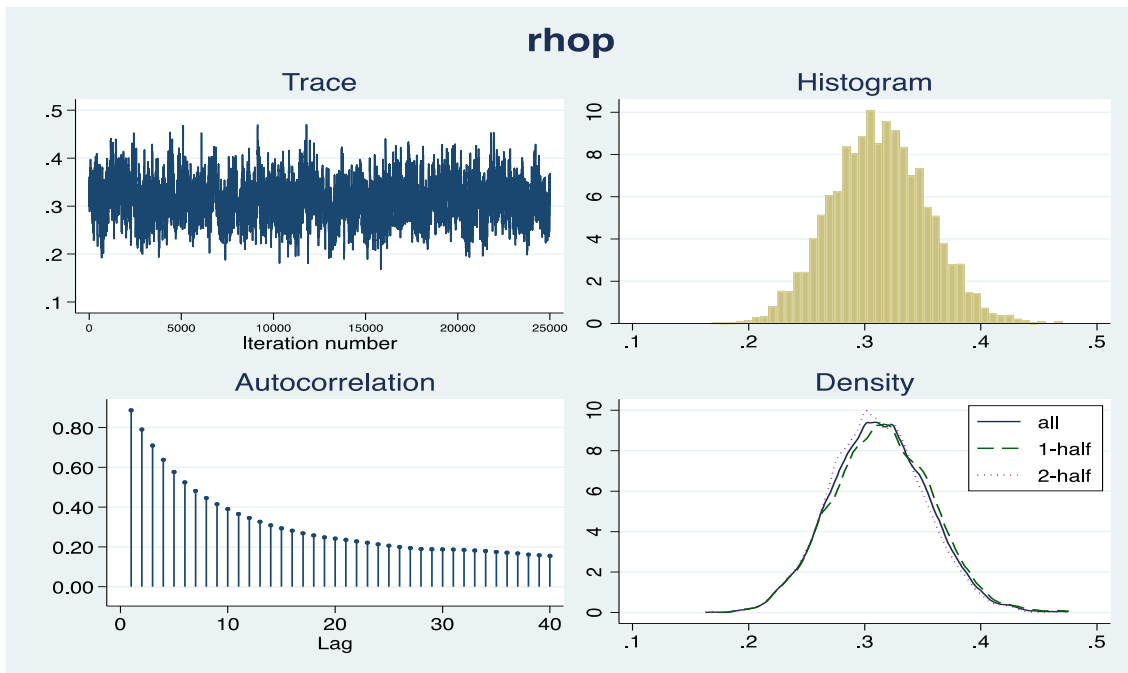 rhop
Trace
.5
.4
.3
.2
.1
0 5000 10000 15000 20000 25000
Iteration number
Histogram
10
8
6
4
2
0
.1 .2 .3 .4 .5
Autocorrelation
0.80
0.60
0.40
0.20
0.00
0 10 20 30 40
Lag
Density
10
8
6
4
2
0
.1 .2 .3 .4 .5
all
1-half
2-half